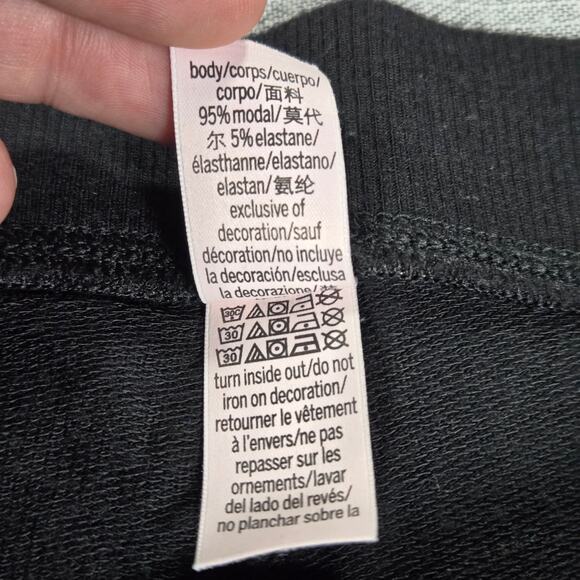 body/corps/cuerpo/
corpo/面料
95% modal/莫代
尔 5% elastane/
élasthanne/elastano/
elastan/氨纶
exclusive of
decoration/sauf
décoration/no incluye
la decoración/esclusa
la decorazione/
30C
30
30
turn inside out/do not
iron on decoration/
retourner le vêtement
à l'envers/ne pas
repasser sur les
ornements/lavar
del lado del revés/
no planchar sobre la